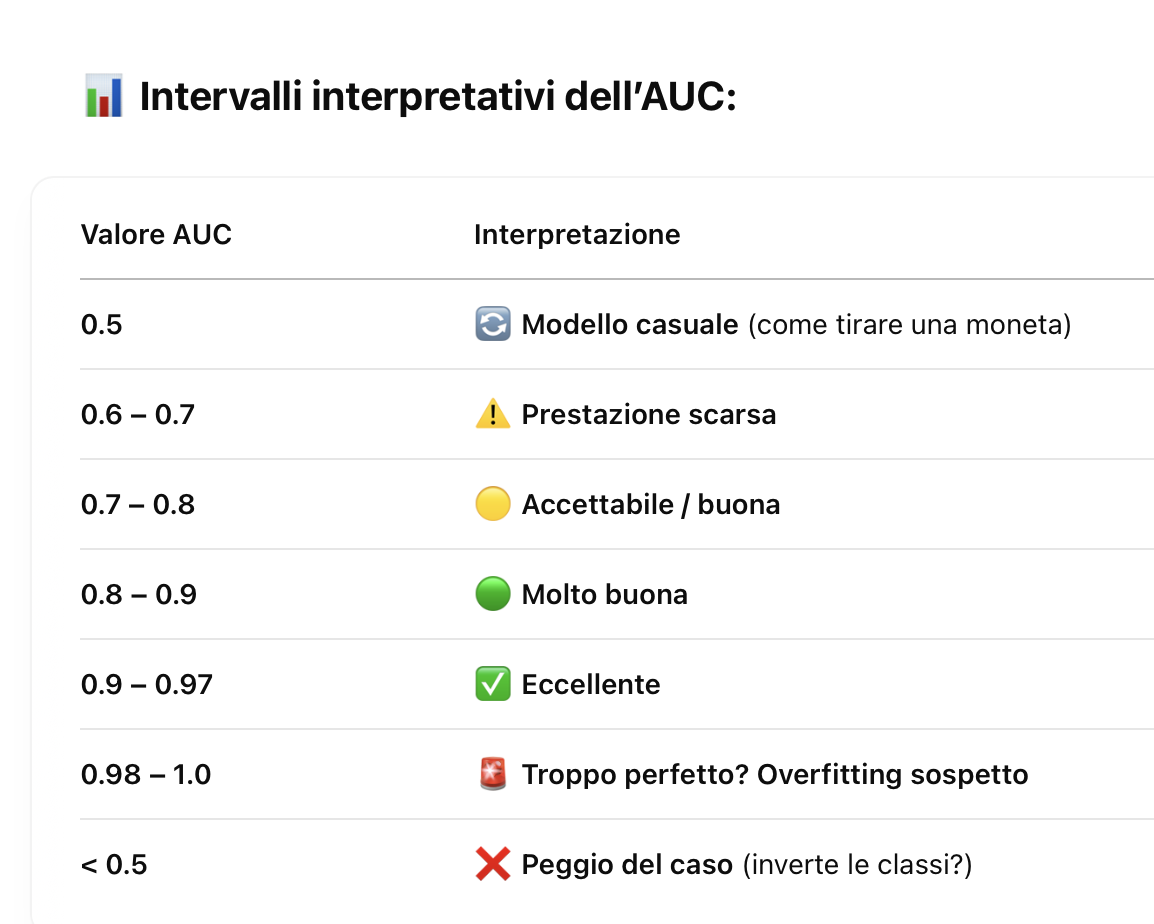 📊 Intervalli interpretativi dell’AUC:
Valore AUC Interpretazione
0.5 🔄 Modello casuale (come tirare una moneta)
0.6 – 0.7 ⚠️ Prestazione scarsa
0.7 – 0.8 🟡 Accettabile / buona
0.8 – 0.9 🟢 Molto buona
0.9 – 0.97 ✅ Eccellente
0.98 – 1.0 🚨 Troppo perfetto? Overfitting sospetto
< 0.5 ❌ Peggio del caso (inverte le classi?)